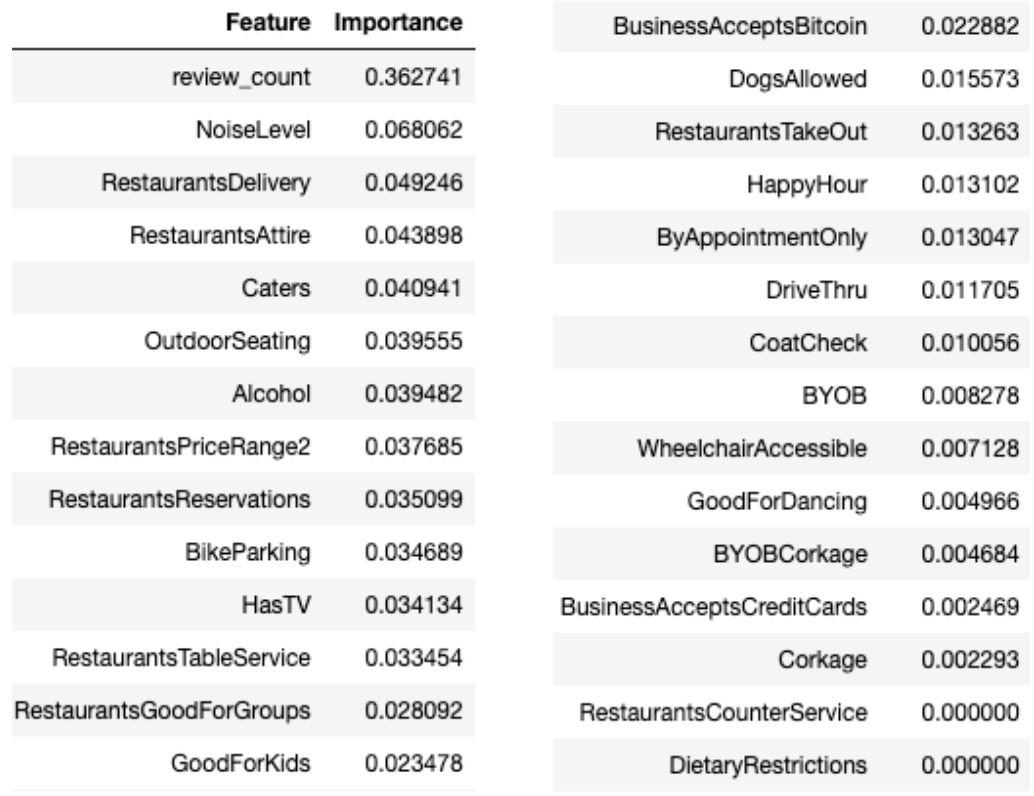 Feature Importance
review_count 0.362741
NoiseLevel 0.068062
RestaurantsDelivery 0.049246
RestaurantsAttire 0.043898
Caters 0.040941
OutdoorSeating 0.039555
Alcohol 0.039482
RestaurantsPriceRange2 0.037685
RestaurantsReservations 0.035099
BikeParking 0.034689
HasTV 0.034134
RestaurantsTableService 0.033454
RestaurantsGoodForGroups 0.028092
GoodForKids 0.023478
BusinessAcceptsBitcoin 0.022882
DogsAllowed 0.015573
RestaurantsTakeOut 0.013263
HappyHour 0.013102
ByAppointmentOnly 0.013047
DriveThru 0.011705
CoatCheck 0.010056
BYOB 0.008278
WheelchairAccessible 0.007128
GoodForDancing 0.004966
BYOBCorkage 0.004684
BusinessAcceptsCreditCards 0.002469
Corkage 0.002293
RestaurantsCounterService 0.000000
DietaryRestrictions 0.000000